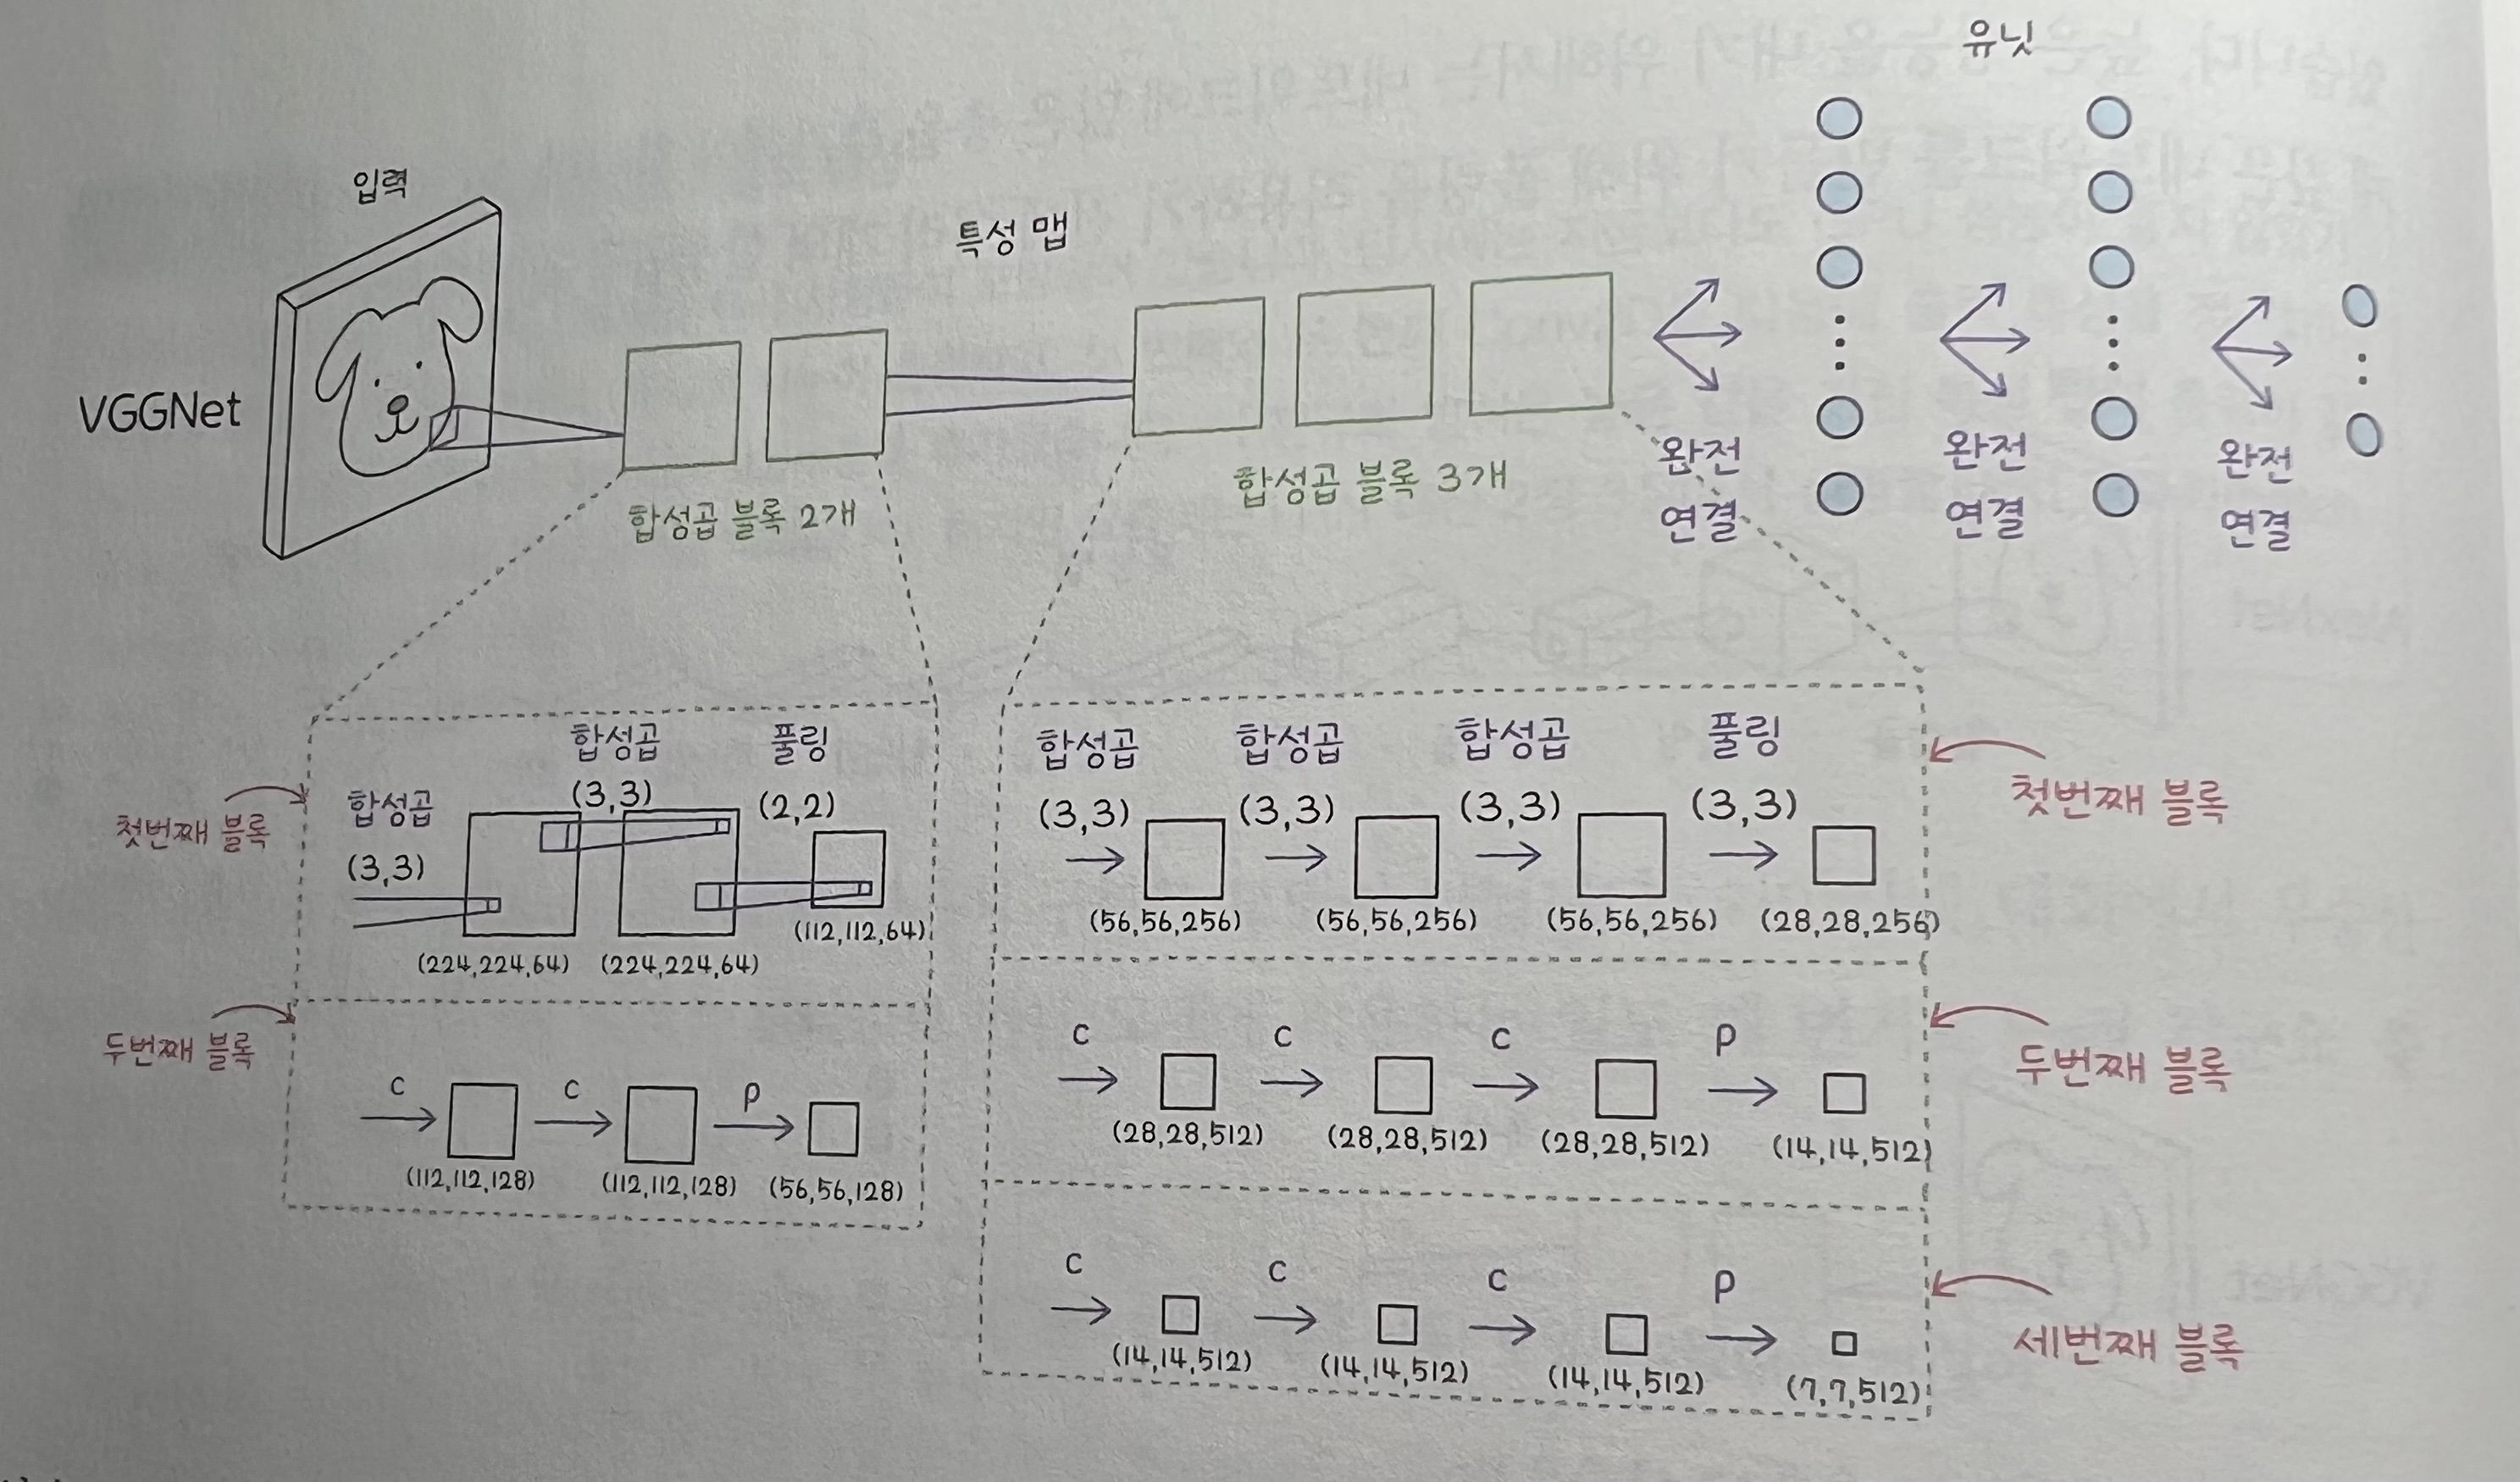 유닛
입력
특성 맵
VGGNet
합성곱 블록 2개
합성곱 블록 3개
완전
연결
완전
연결
완전
연결
첫번째 블록
합성곱
(3,3)
합성곱
(3,3)
풀링
(2,2)
(224,224,64)
(224,224,64)
(112,112,64)
두번째 블록
C
C
P
(112,112,128)
(112,112,128)
(56,56,128)
합성곱
합성곱
합성곱
풀링
(3,3)
(3,3)
(3,3)
(3,3)
(56,56,256)
(56,56,256)
(56,56,256)
(28,28,256)
첫번째 블록
C
C
C
P
(28,28,512)
(28,28,512)
(28,28,512)
(14,14,512)
두번째 블록
C
C
C
P
(14,14,512)
(14,14,512)
(14,14,512)
(7,7,512)
세번째 블록